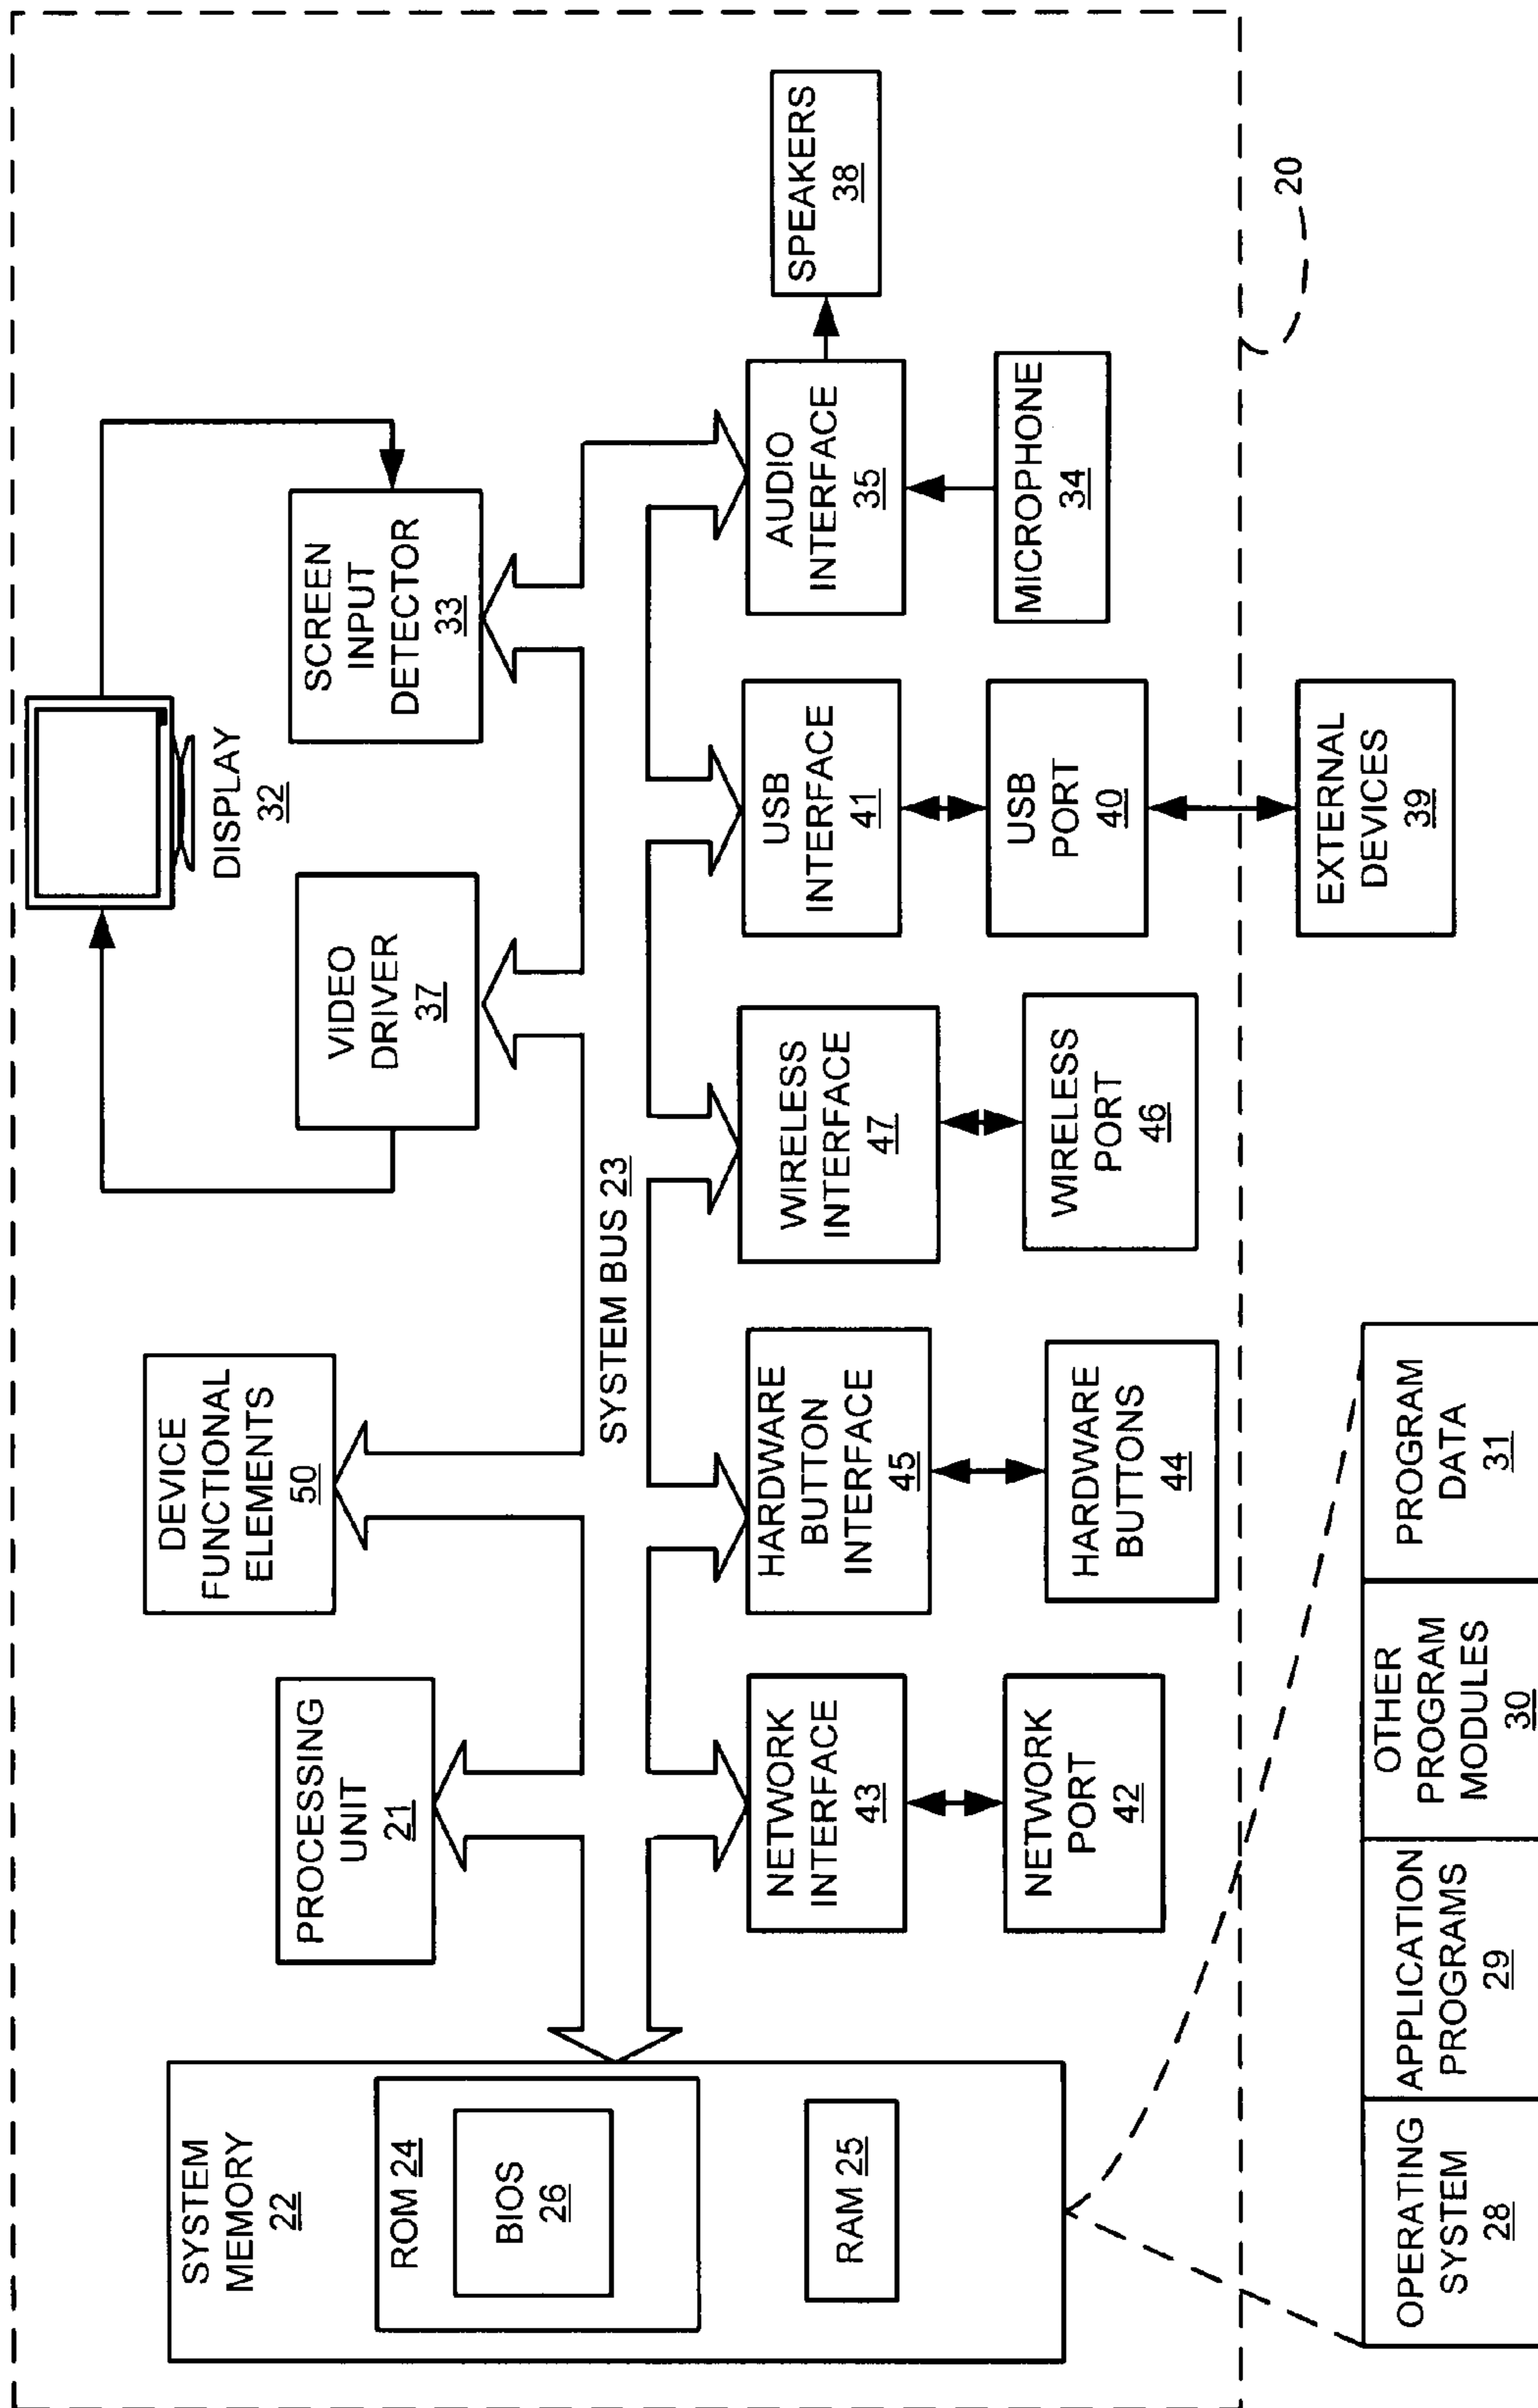 SYSTEM
MEMORY
22
ROM 24
BIOS
26
RAM 25
PROCESSING
UNIT
21
DEVICE
FUNCTIONAL
ELEMENTS
50
VIDEO
DRIVER
37
DISPLAY
32
SCREEN
INPUT
DETECTOR
33
SYSTEM BUS 23
NETWORK
INTERFACE
43
HARDWARE
BUTTON
INTERFACE
45
WIRELESS
INTERFACE
47
USB
INTERFACE
41
AUDIO
INTERFACE
35
SPEAKERS
38
NETWORK
PORT
42
HARDWARE
BUTTONS
44
WIRELESS
PORT
46
USB
PORT
40
MICROPHONE
34
20
OPERATING
SYSTEM
28
APPLICATION
PROGRAMS
29
OTHER
PROGRAM
MODULES
30
PROGRAM
DATA
31
EXTERNAL
DEVICES
39